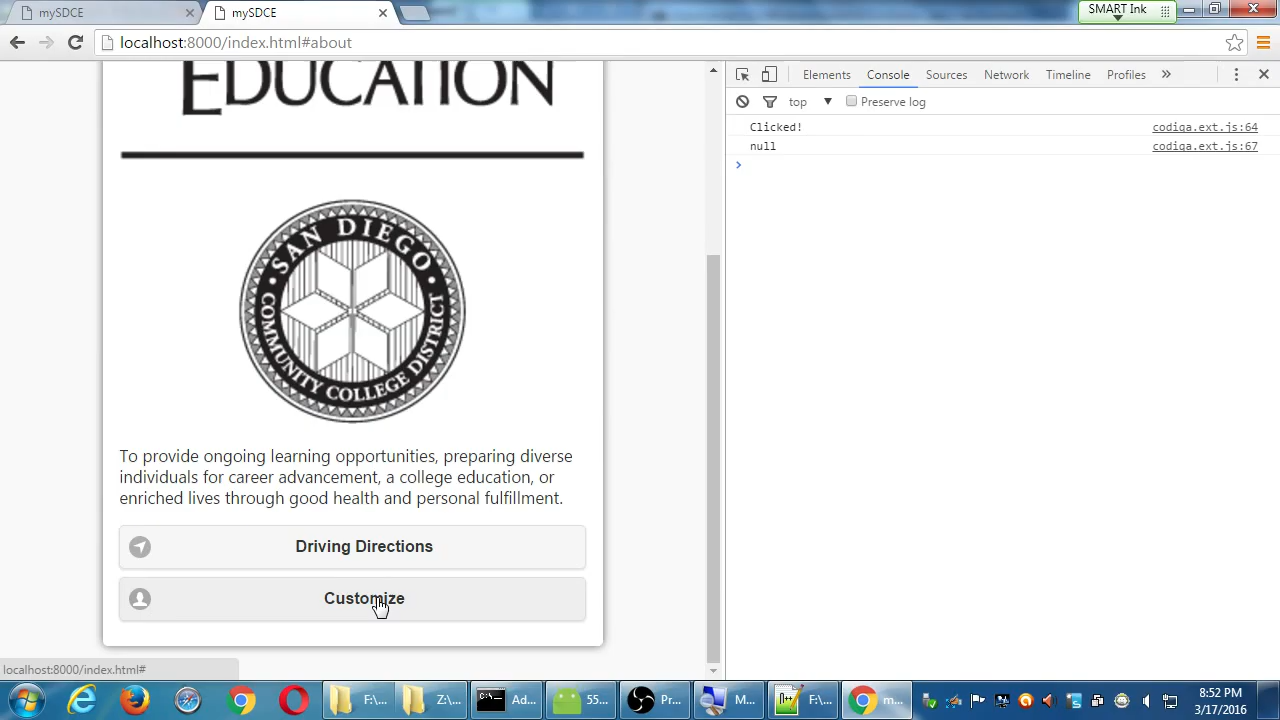 mySDCE
mySDCE
SMART Ink
localhost:8000/index.html#about
Elements Console Sources Network Timeline Profiles
top Preserve log
Clicked! codiqa.ext.js:64
null codiqa.ext.js:67
EDUCATION
SAN DIEGO
COMMUNITY COLLEGE DISTRICT
To provide ongoing learning opportunities, preparing diverse
individuals for career advancement, a college education, or
enriched lives through good health and personal fulfillment.
Driving Directions
Customize
localhost:8000/index.html#
F:\...
Z:\...
Ad...
55...
Pr...
M...
F:\...
m...
8:52 PM
3/17/2016